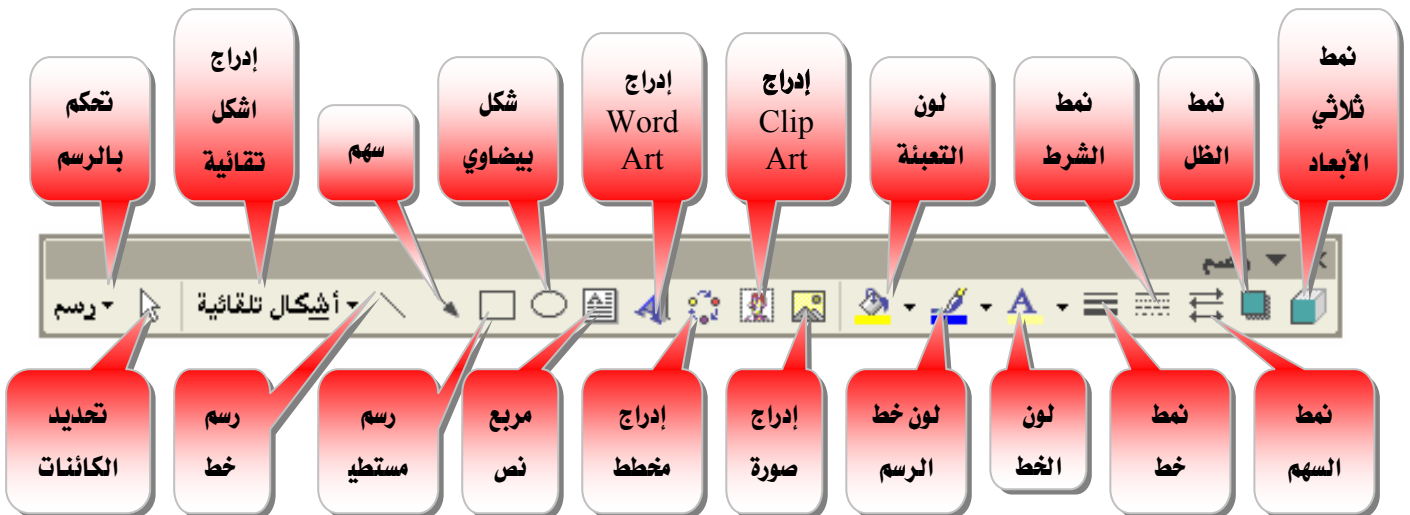 نمط
ثلاثي
الأبعاد
نمط
الظل
نمط
الشرط
لون
التعبئة
إدراج
Clip
Art
إدراج
Word
Art
شكل
بيضاوي
سهم
إدراج
اشكل
تقائية
تحكم
بالرسم
أشكال تلقائية
رسم
نمط
السهم
نمط
خط
لون
الخط
لون خط
الرسم
إدراج
صورة
إدراج
مخطط
مربع
نص
رسم
مستطي
رسم
خط
تحديد
الكائنات